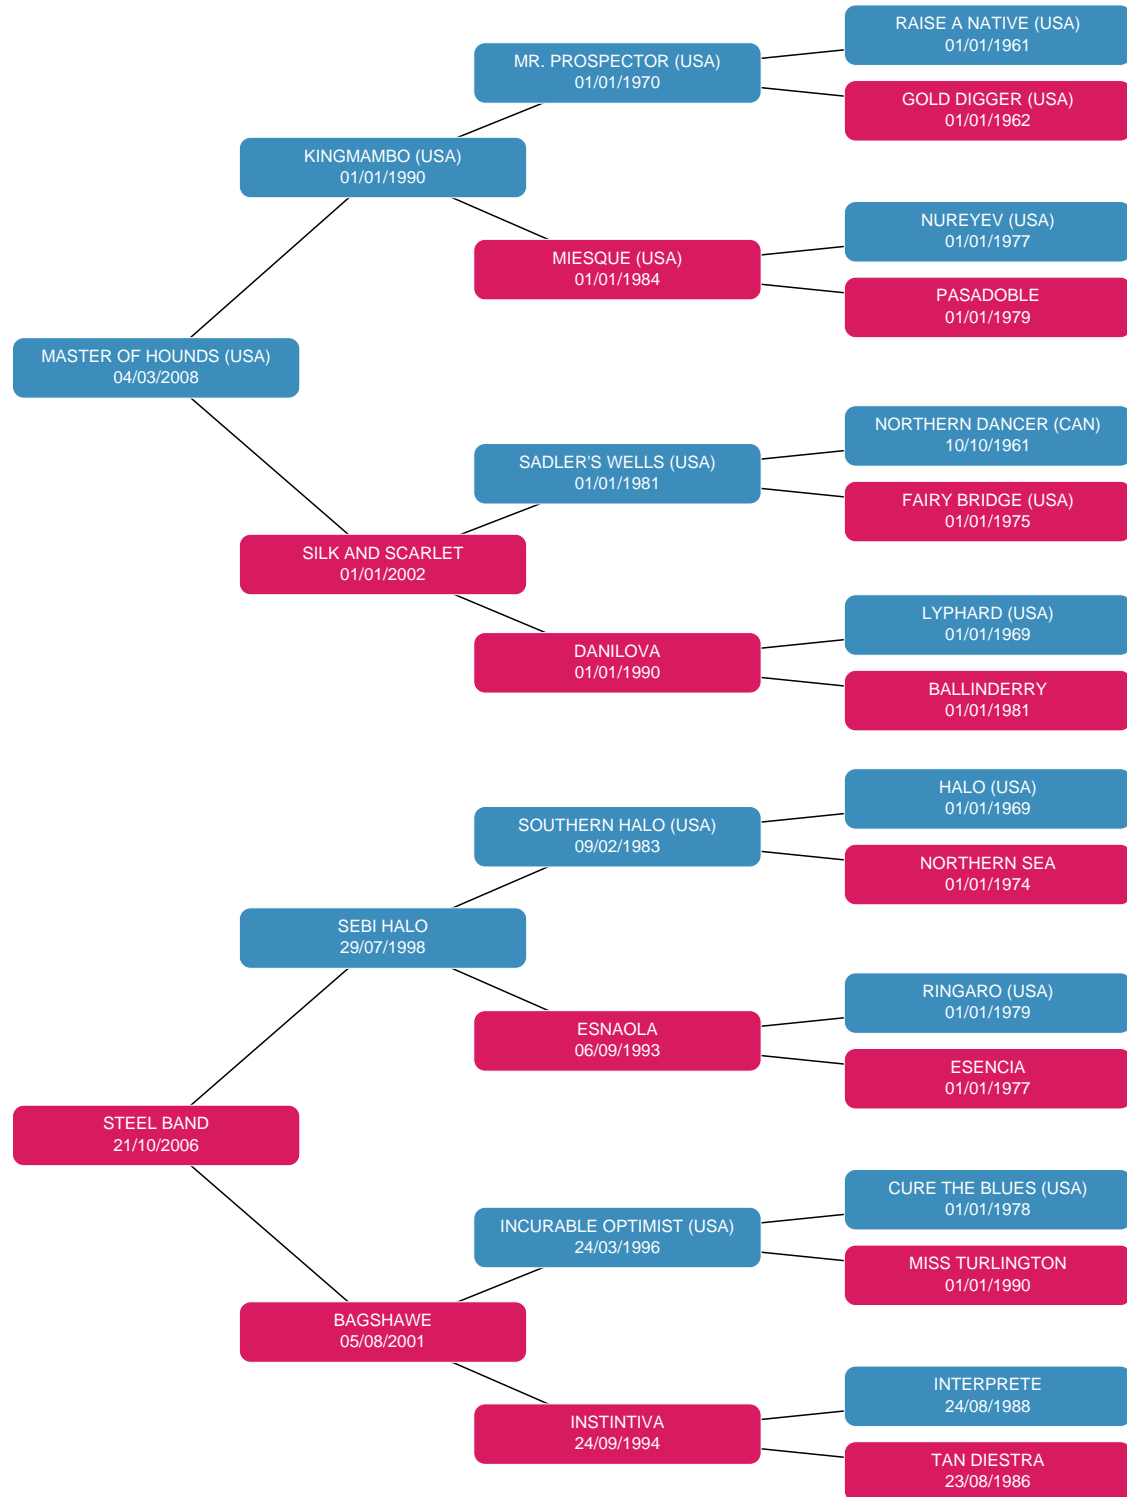 RAISE A NATIVE (USA)
01/01/1961
MR. PROSPECTOR (USA)
01/01/1970
GOLD DIGGER (USA)
01/01/1962
KINGMAMBO (USA)
01/01/1990
NUREYEV (USA)
01/01/1977
MIESQUE (USA)
01/01/1984
PASADOBLE
01/01/1979
MASTER OF HOUNDS (USA)
04/03/2008
NORTHERN DANCER (CAN)
10/10/1961
SADLER'S WELLS (USA)
01/01/1981
FAIRY BRIDGE (USA)
01/01/1975
SILK AND SCARLET
01/01/2002
LYPHARD (USA)
01/01/1969
DANILOVA
01/01/1990
BALLINDERRY
01/01/1981
HALO (USA)
01/01/1969
SOUTHERN HALO (USA)
09/02/1983
NORTHERN SEA
01/01/1974
SEBI HALO
29/07/1998
RINGARO (USA)
01/01/1979
ESNAOLA
06/09/1993
ESENCIA
01/01/1977
STEEL BAND
21/10/2006
CURE THE BLUES (USA)
01/01/1978
INCURABLE OPTIMIST (USA)
24/03/1996
MISS TURLINGTON
01/01/1990
BAGSHAWE
05/08/2001
INTERPRETE
24/08/1988
INSTINTIVA
24/09/1994
TAN DIESTRA
23/08/1986